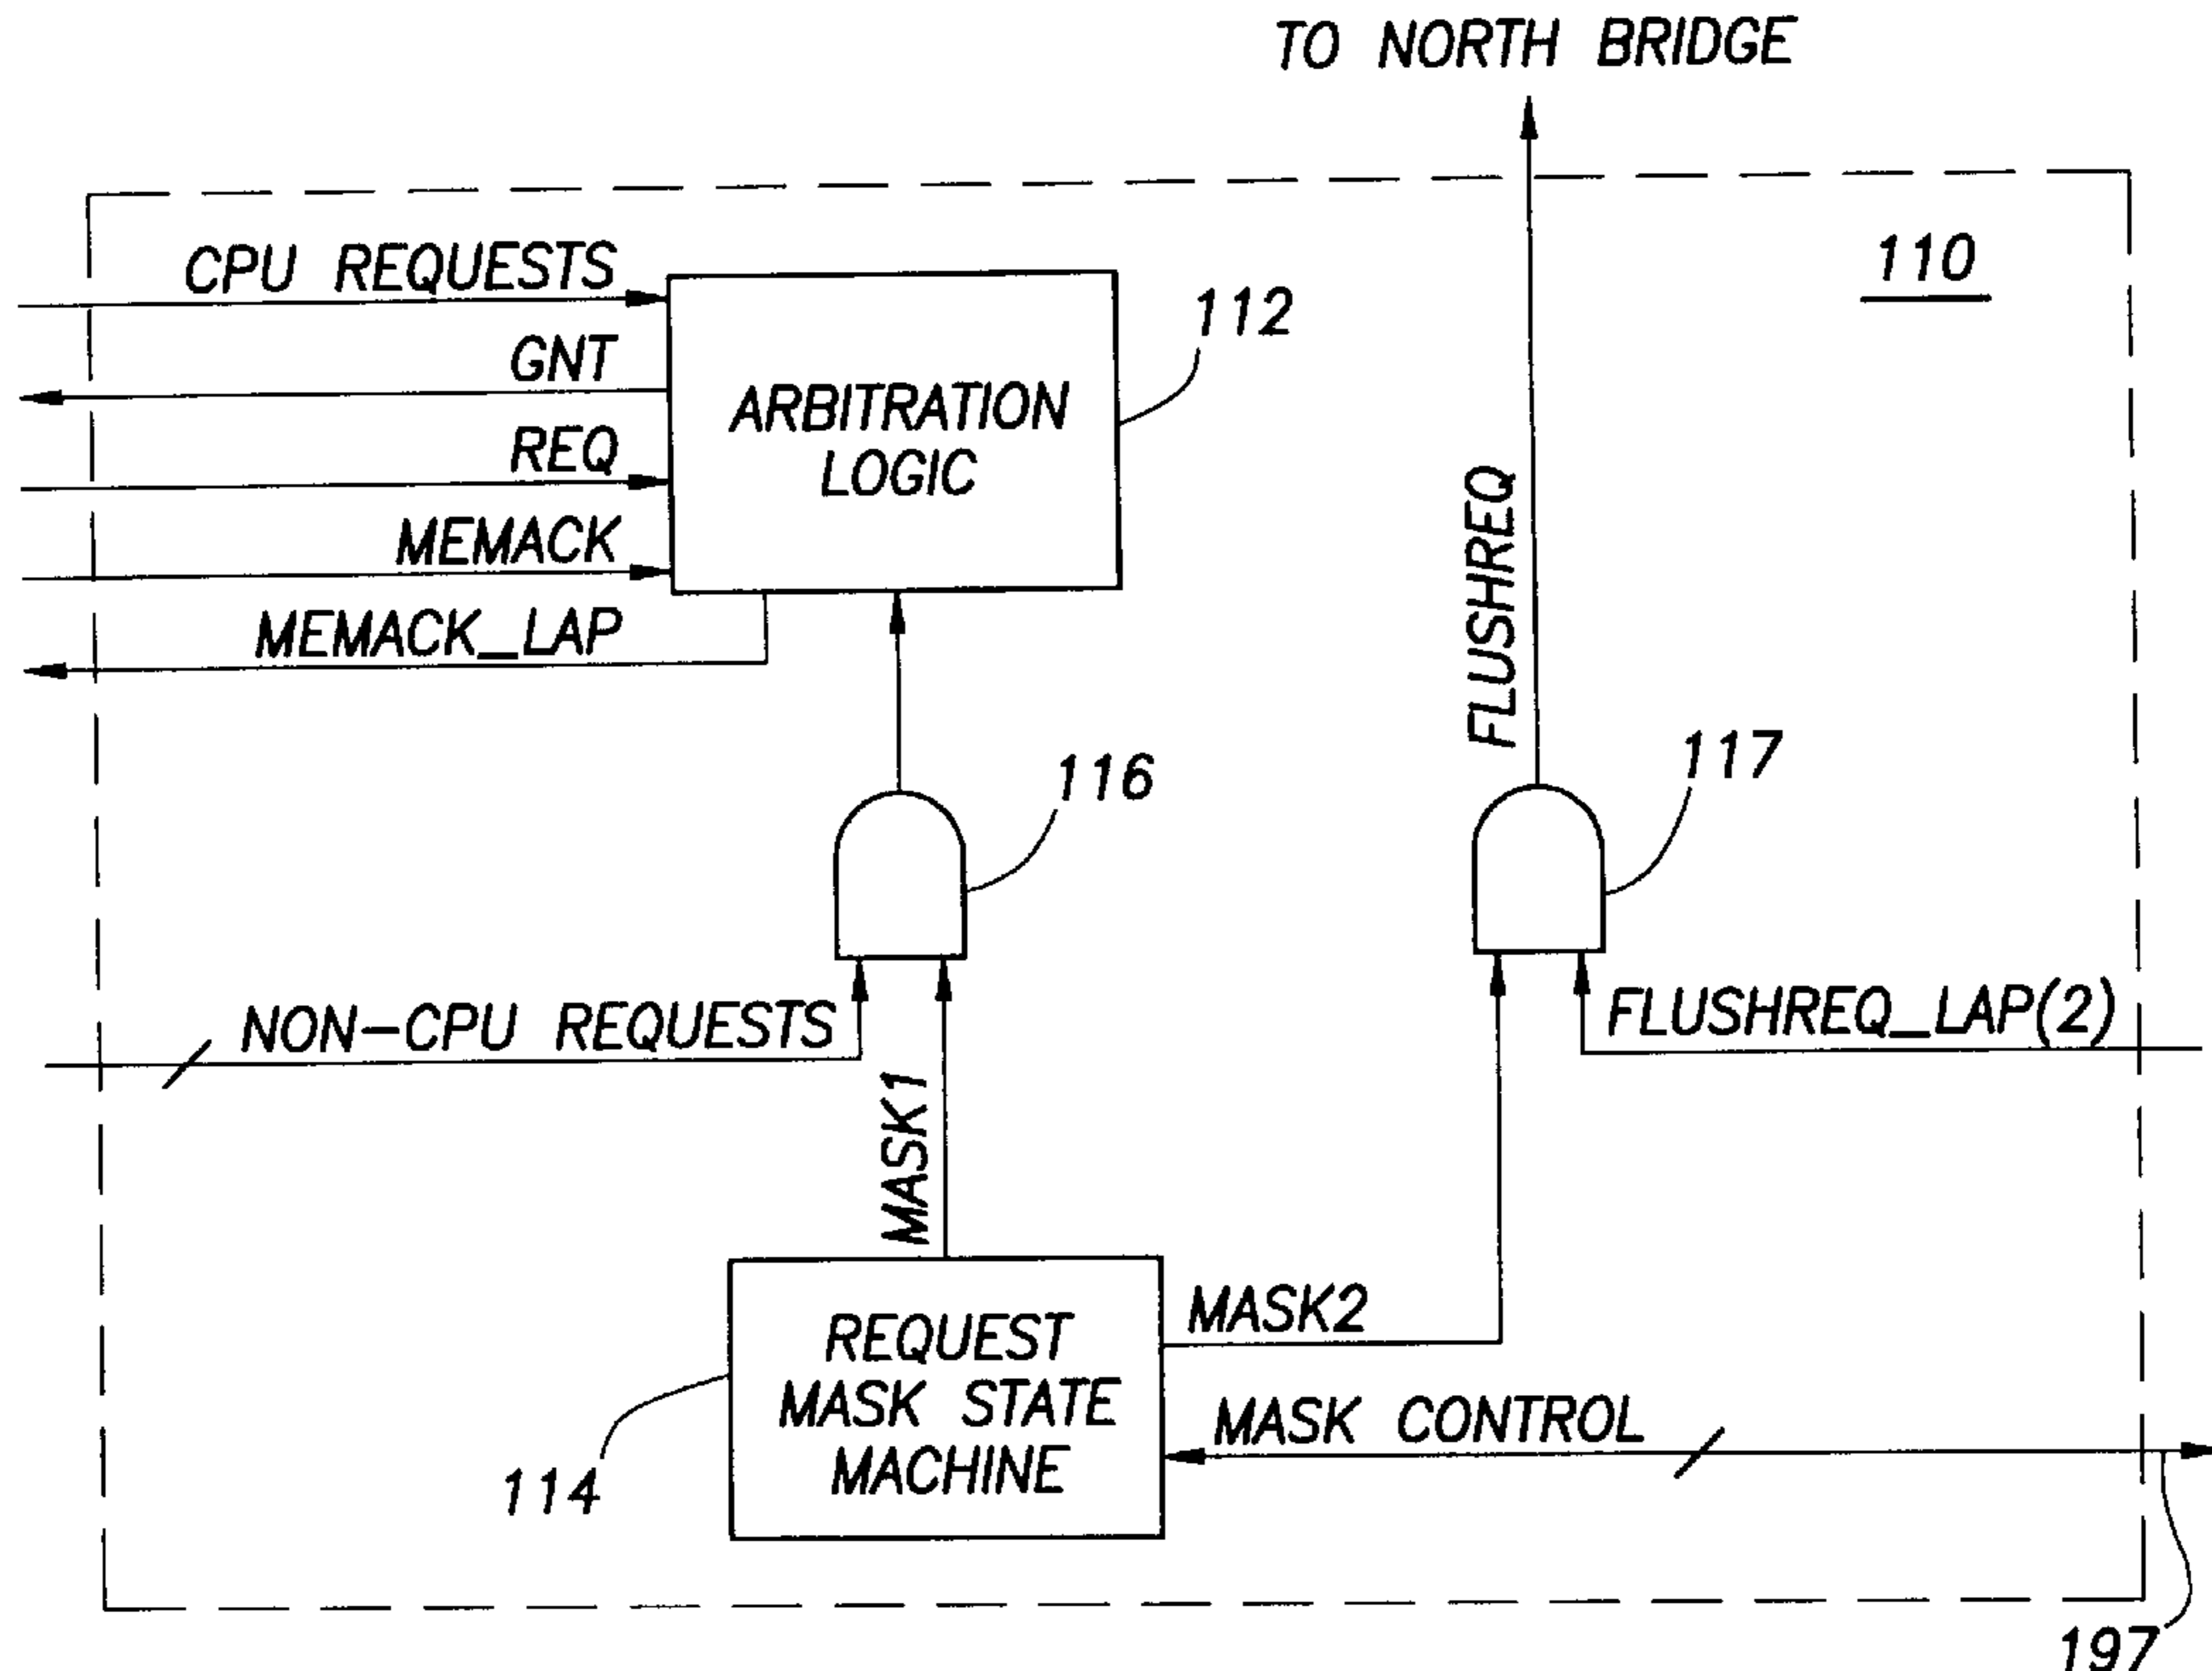 TO NORTH BRIDGE
110
CPU REQUESTS
GNT
REQ
MEMACK
MEMACK_LAP
ARBITRATION
LOGIC
112
FLUSHREQ
116
117
NON-CPU REQUESTS
FLUSHREQ_LAP(2)
MASK1
MASK2
REQUEST
MASK STATE
MACHINE
MASK CONTROL
114
197